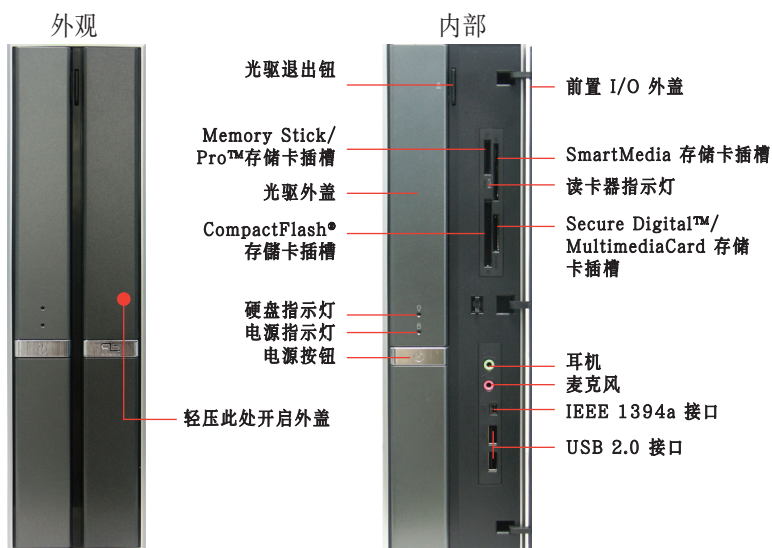 外观
内部
光驱退出钮
Memory Stick/
Pro™存储卡插槽
光驱外盖
CompactFlash®
存儲卡插槽
硬盘指示灯
电源指示灯
电源按钮
轻压此处开启外盖
前置 I/O 外盖
SmartMedia 存储卡插槽
读卡器指示灯
Secure Digital™/
MultimediaCard 存储
卡插槽
耳机
麦克风
IEEE 1394a 接口
USB 2.0 接口